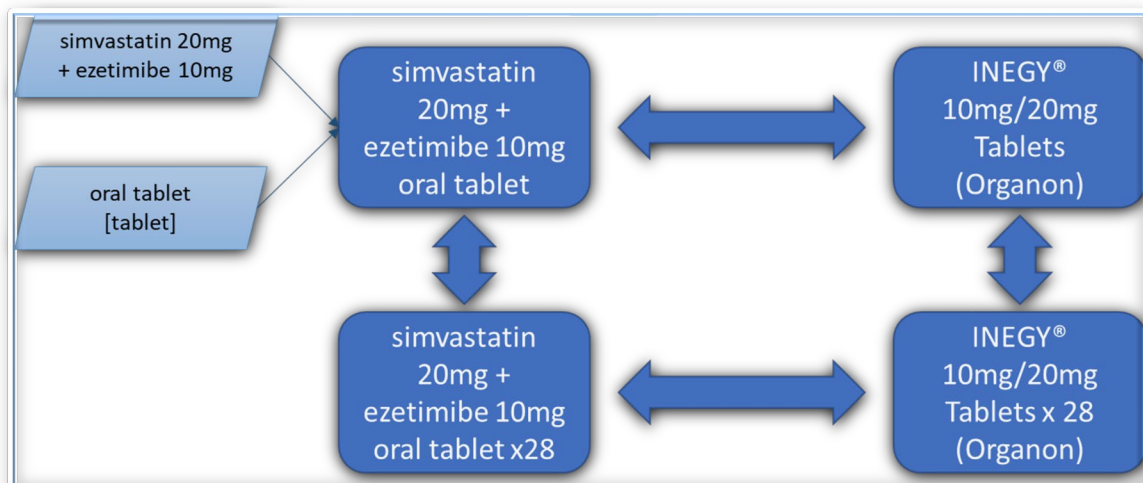 simvastatin 20mg
+ ezetimibe 10mg
oral tablet
[tablet]
simvastatin
20mg +
ezetimibe 10mg
oral tablet
INEGY®
10mg/20mg
Tablets
(Organon)
simvastatin
20mg +
ezetimibe 10mg
oral tablet x28
INEGY®
10mg/20mg
Tablets x 28
(Organon)